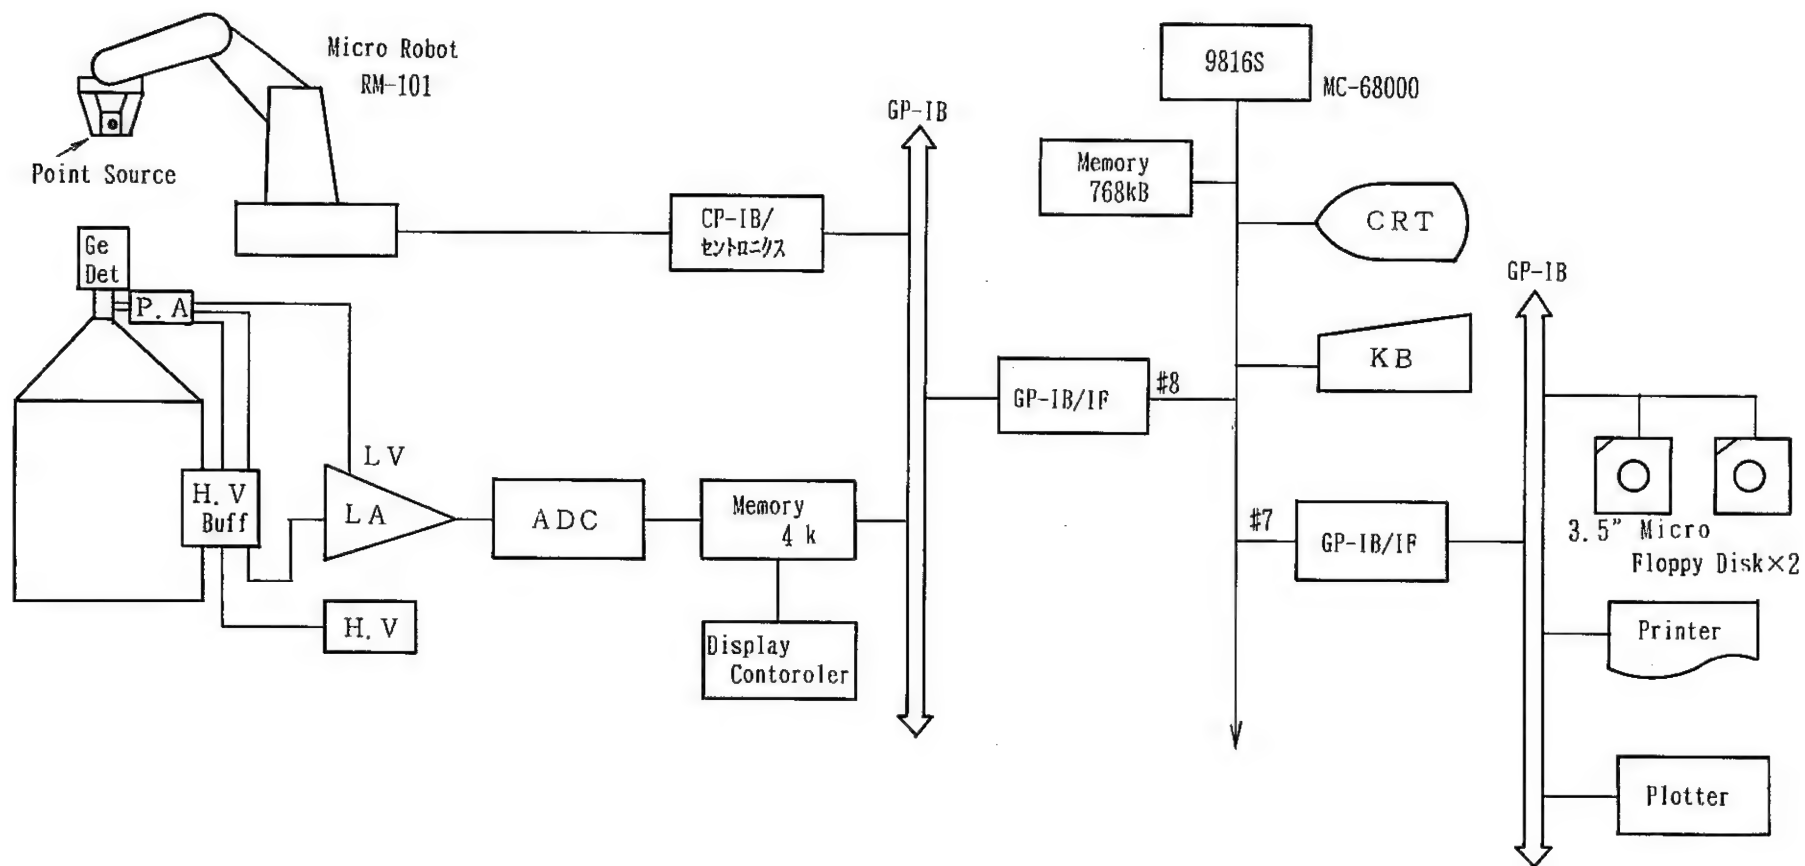 Micro Robot
RM-101
Point Source
Ge
Det
P. A
H. V
Buff
LV
LA
H. V
ADC
Memory
4 k
Display
Contoroler
CP-IB/
セントロニクス
GP-IB
9816S
MC-68000
Memory
768kB
CRT
KB
GP-IB/IF
#8
#7
GP-IB/IF
GP-IB
3.5" Micro
Floppy Disk×2
Printer
Plotter